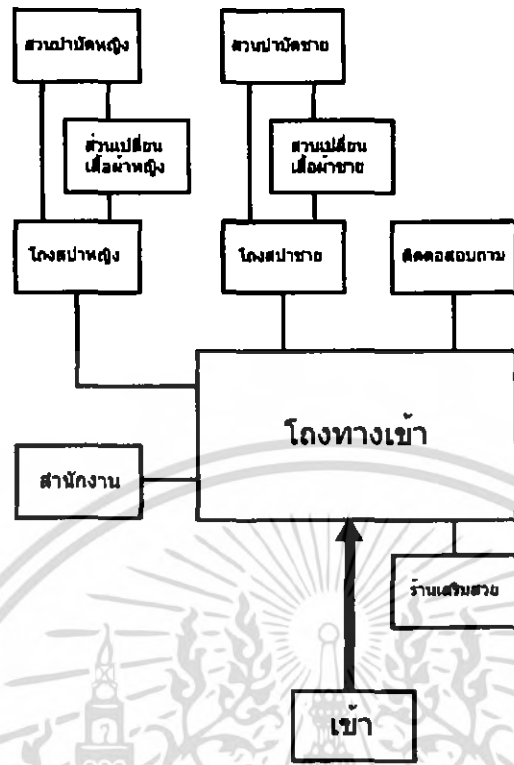 ส่วนบำบัดหญิง
ส่วนบำบัดชาย
ส่วนเปลี่ยน
เสื้อผ้าหญิง
ส่วนเปลี่ยน
เสื้อผ้าชาย
โถงสปาหญิง
โถงสปาชาย
ติดต่อสอบถาม
โถงทางเข้า
สำนักงาน
ร้านเสริมสวย
เข้า